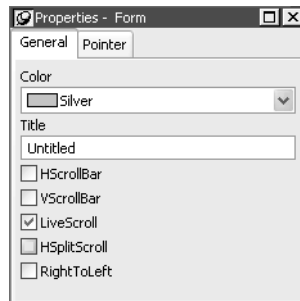 Properties - Form
General Pointer
Color
Silver
Title
Untitled
HScrollBar
VScrollBar
LiveScroll
HSplitScroll
RightToLeft